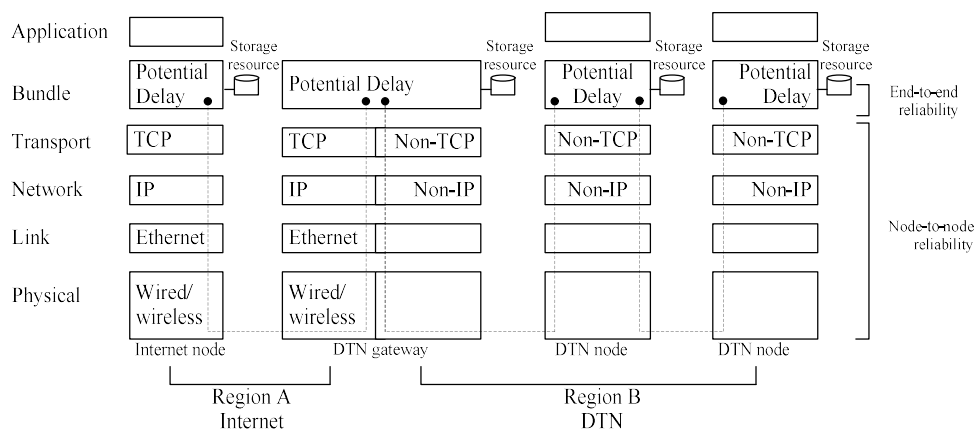 Application
Storage
resource
Storage
resource
Storage
resource
Storage
resource
Bundle
Potential
Delay
Potential Delay
Potential
Delay
Potential
Delay
End-to-end
reliability
Transport
TCP
TCP
Non-TCP
Non-TCP
Non-TCP
Network
IP
IP
Non-IP
Non-IP
Non-IP
Link
Ethernet
Ethernet
Node-to-node
reliability
Physical
Wired/
wireless
Wired/
wireless
Internet node
DTN gateway
DTN node
DTN node
Region A
Internet
Region B
DTN